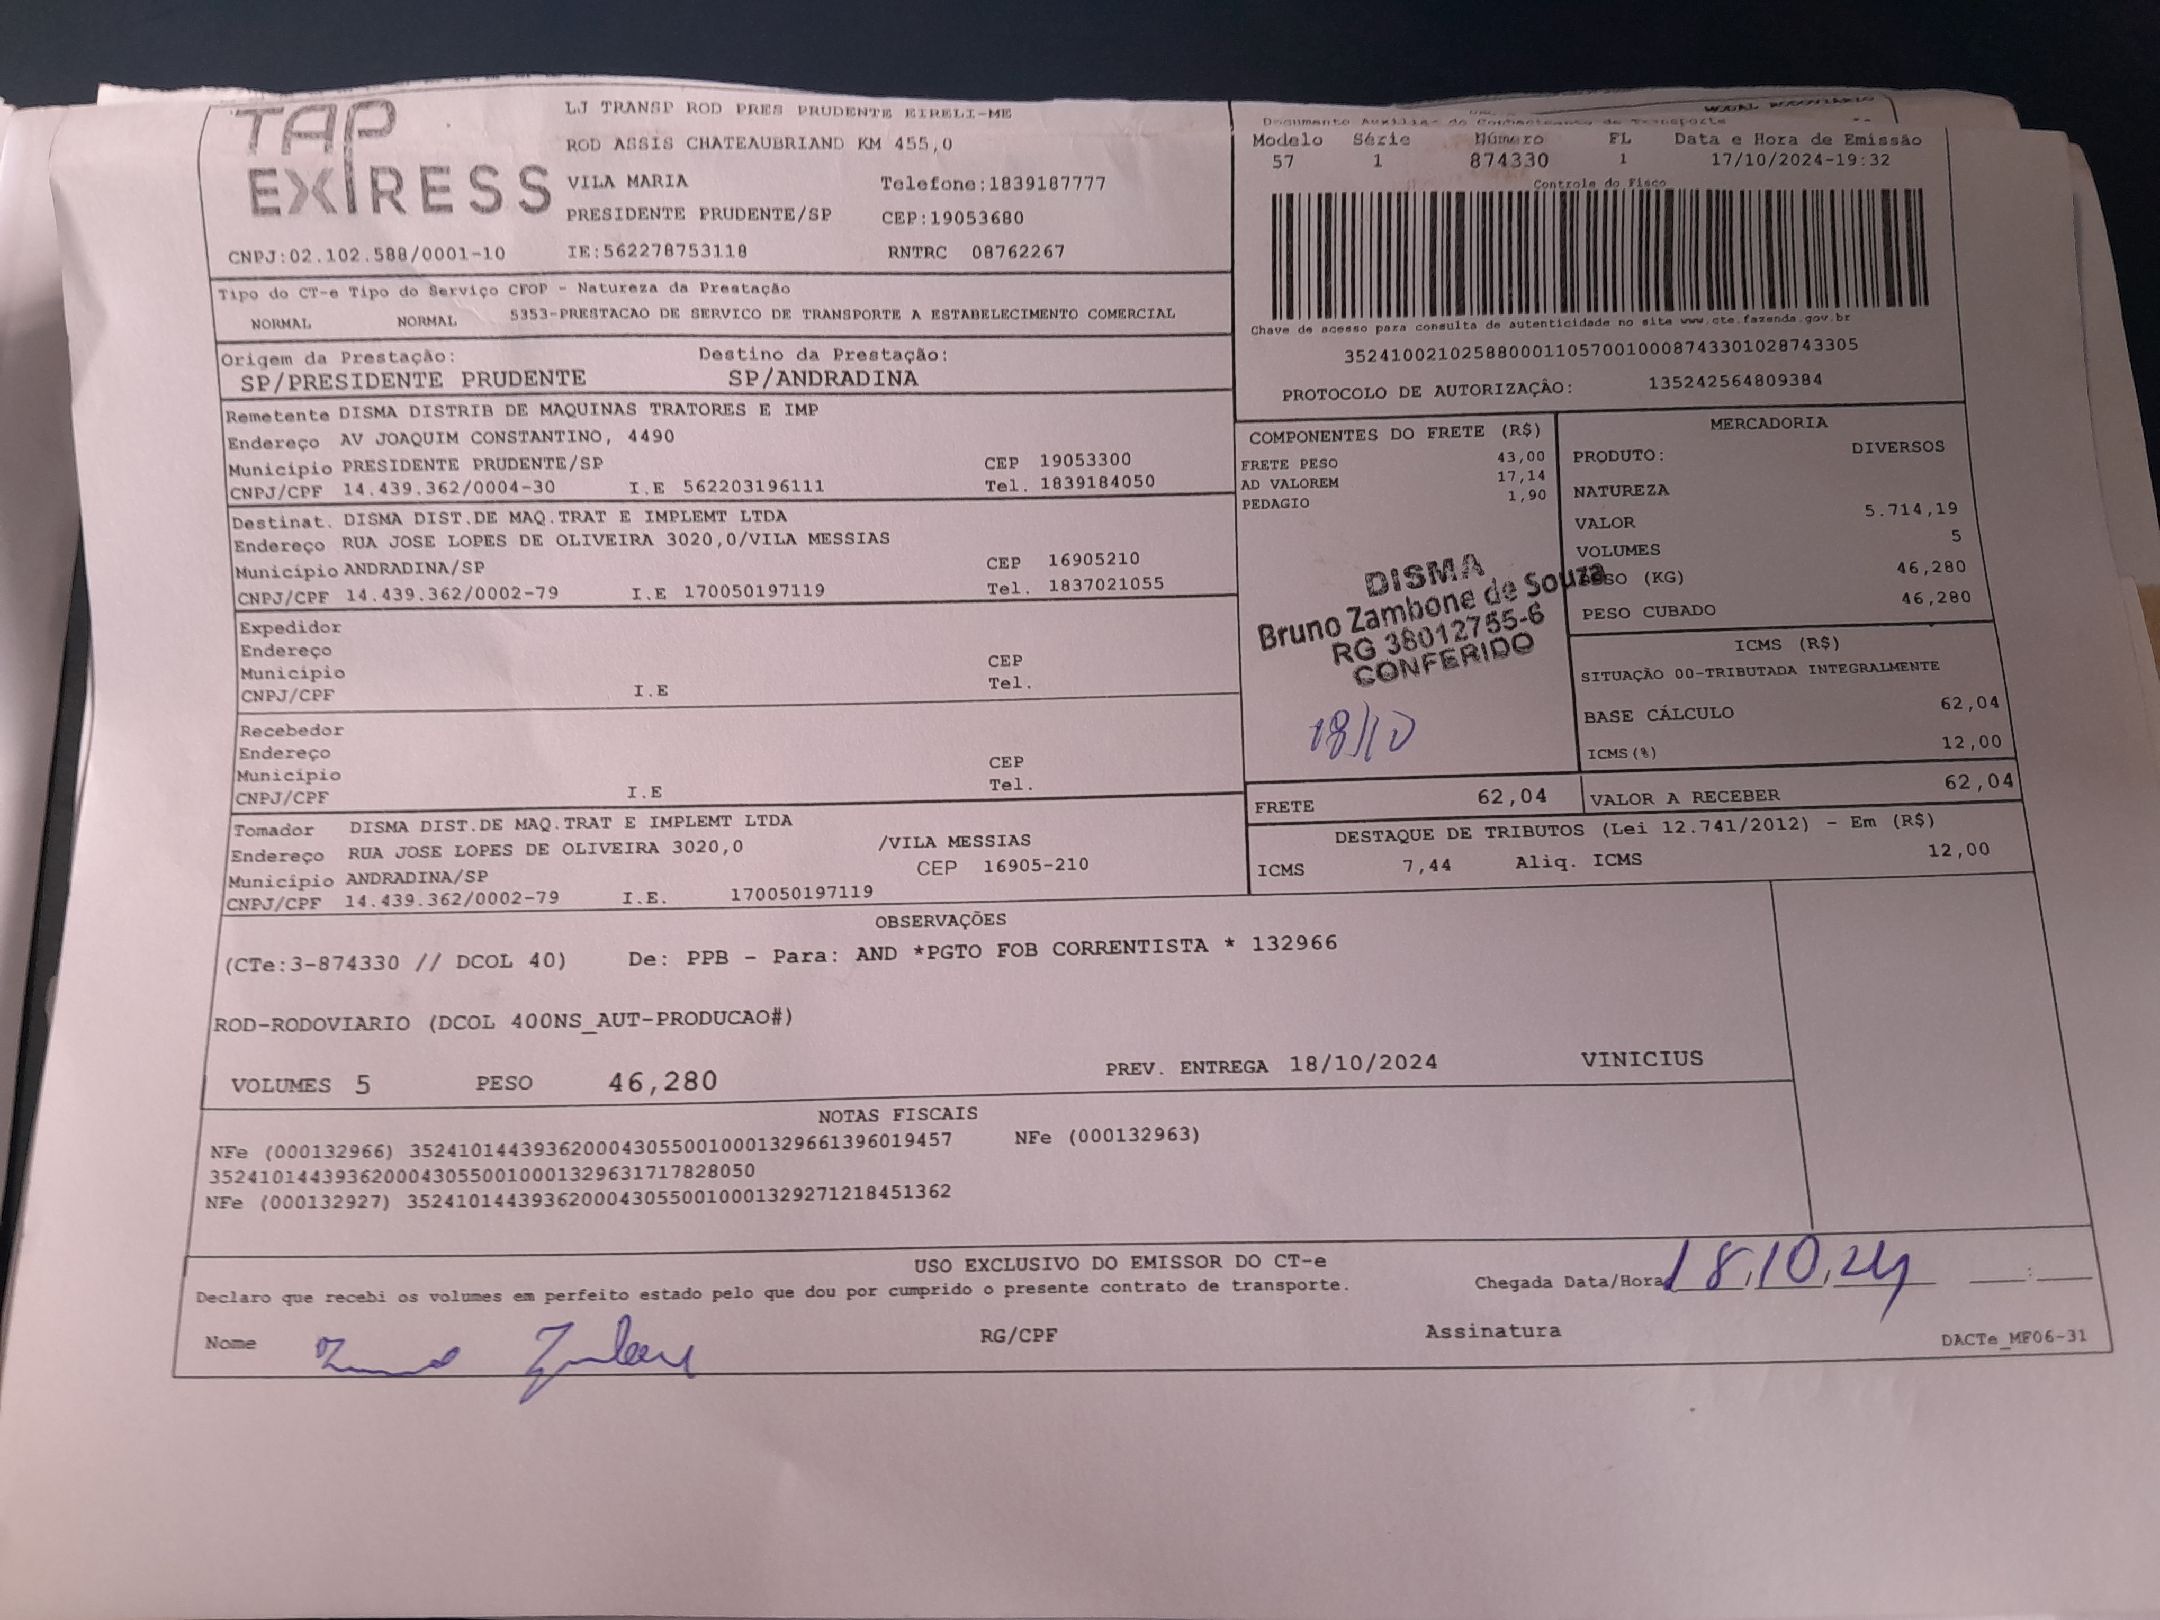 TAP EXPRESS
LJ TRANSP ROD PRES PRUDENTE EIRELI-ME
ROD ASSIS CHATEAUBRIAND KM 455,0
VILA MARIA Telefone:1839187777
PRESIDENTE PRUDENTE/SP CEP:19053680
CNPJ:02.102.588/0001-10 IE:562278753118 RNTRC 08762267
MODAL RODOVIARIO
Documento Auxiliar do Conhecimento de Transporte
Modelo Série Número FL Data e Hora de Emissão
57 1 874330 1 17/10/2024-19:32
Controle do Fisco
Chave de acesso para consulta de autenticidade no site www.cte.fazenda.gov.br
35241002102588000110570010008743301028743305
PROTOCOLO DE AUTORIZAÇÃO: 135242564809384
Tipo do CT-e Tipo do Serviço CFOP - Natureza da Prestação
NORMAL NORMAL 5353-PRESTACAO DE SERVICO DE TRANSPORTE A ESTABELECIMENTO COMERCIAL
Origem da Prestação: Destino da Prestação:
SP/PRESIDENTE PRUDENTE SP/ANDRADINA
Remetente DISMA DISTRIB DE MAQUINAS TRATORES E IMP
Endereço AV JOAQUIM CONSTANTINO, 4490
Município PRESIDENTE PRUDENTE/SP CEP 19053300
CNPJ/CPF 14.439.362/0004-30 I.E 562203196111 Tel. 1839184050
Destinat. DISMA DIST.DE MAQ.TRAT E IMPLEMT LTDA
Endereço RUA JOSE LOPES DE OLIVEIRA 3020,0/VILA MESSIAS
Município ANDRADINA/SP CEP 16905210
CNPJ/CPF 14.439.362/0002-79 I.E 170050197119 Tel. 1837021055
Expedidor
Endereço
Município CEP
CNPJ/CPF I.E Tel.
Recebedor
Endereço
Município CEP
CNPJ/CPF I.E Tel.
Tomador DISMA DIST.DE MAQ.TRAT E IMPLEMT LTDA
Endereço RUA JOSE LOPES DE OLIVEIRA 3020,0 /VILA MESSIAS
Município ANDRADINA/SP CEP 16905-210
CNPJ/CPF 14.439.362/0002-79 I.E. 170050197119
COMPONENTES DO FRETE (R$)
FRETE PESO 43,00
AD VALOREM 17,14
PEDAGIO 1,90
DISMA
Bruno Zambone de Souza
RG 38012755-6
CONFERIDO
18/10
MERCADORIA
PRODUTO: DIVERSOS
NATUREZA
VALOR 5.714,19
VOLUMES 5
PESO (KG) 46,280
PESO CUBADO 46,280
ICMS (R$)
SITUAÇÃO 00-TRIBUTADA INTEGRALMENTE
BASE CÁLCULO 62,04
ICMS(%) 12,00
FRETE 62,04 VALOR A RECEBER 62,04
DESTAQUE DE TRIBUTOS (Lei 12.741/2012) - Em (R$)
ICMS 7,44 Aliq. ICMS 12,00
OBSERVAÇÕES
(CTe:3-874330 // DCOL 40) De: PPB - Para: AND *PGTO FOB CORRENTISTA * 132966
ROD-RODOVIARIO (DCOL 400NS_AUT-PRODUCAO#)
VOLUMES 5 PESO 46,280 PREV. ENTREGA 18/10/2024 VINICIUS
NOTAS FISCAIS
NFe (000132966) 35241014439362000430550010001329661396019457 NFe (000132963)
35241014439362000430550010001329631717828050
NFe (000132927) 35241014439362000430550010001329271218451362
USO EXCLUSIVO DO EMISSOR DO CT-e
Declaro que recebi os volumes em perfeito estado pelo que dou por cumprido o presente contrato de transporte. Chegada Data/Hora 18,10,24 :
Nome RG/CPF Assinatura DACTe_MF06-31